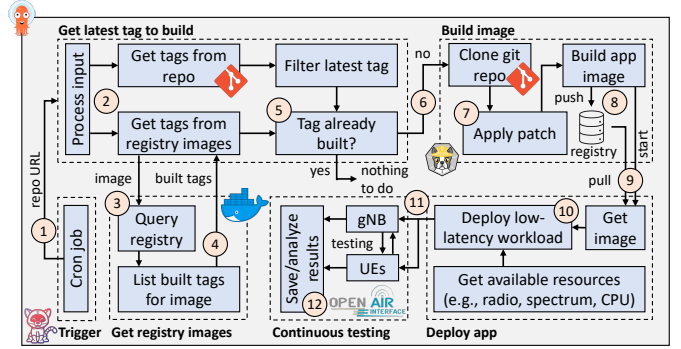 Get latest tag to build
Process input
2
Get tags from
repo
Filter latest tag
Get tags from
registry images
5
Tag already
built?
no
6
yes
nothing
to do
Build image
Clone git
repo
Build app
image
7
Apply patch
push
8
registry
start
pull
9
repo URL
1
Cron job
Trigger
image
built tags
3
Query
registry
4
List built tags
for image
Get registry images
Save/analyze
results
12
gNB
testing
UEs
11
OPEN AIR
INTERFACE
Continuous testing
Deploy low-
latency workload
10
Get
image
Get available resources
(e.g., radio, spectrum, CPU)
Deploy app